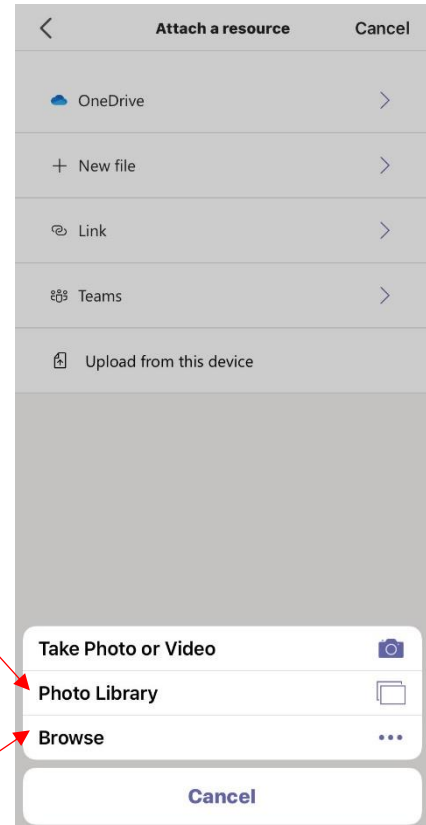 Attach a resource Cancel
OneDrive
New file
Link
Teams
Upload from this device
Take Photo or Video
Photo Library
Browse
Cancel